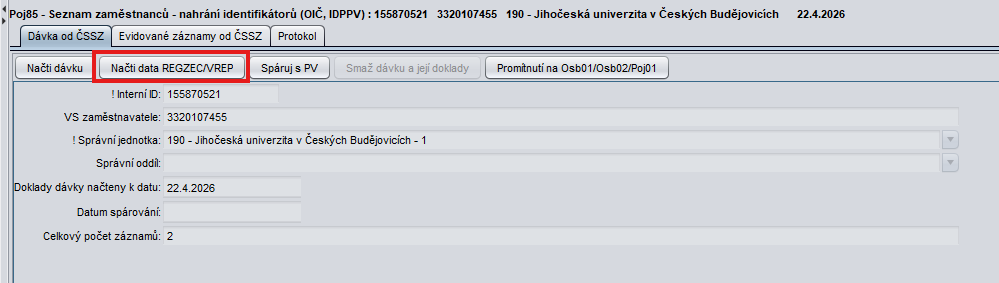 Poj85 - Seznam zaměstnanců - nahrání identifikátorů (OIČ, IDPPV) : 155870521 3320107455 190 - Jihočeská univerzita v Českých Budějovicích 22.4.2026
Dávka od ČSSZ Evidované záznamy od ČSSZ Protokol
Načti dávku Načti data REGZEC/VREP Spáruj s PV Smaž dávku a její doklady Promítnutí na Osb01/Osb02/Poj01
! Interní ID: 155870521
VS zaměstnavatele: 3320107455
! Správní jednotka: 190 - Jihočeská univerzita v Českých Budějovicích - 1
Správní oddíl:
Doklady dávky načteny k datu: 22.4.2026
Datum spárování:
Celkový počet záznamů: 2